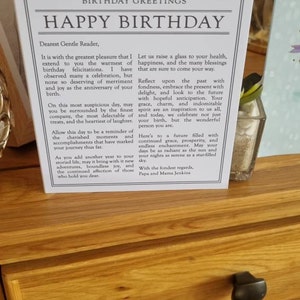 BIRTHDAY GREETINGS
HAPPY BIRTHDAY
Dearest Gentle Reader,
It is with the greatest pleasure that I
extend to you the warmest of
birthday felicitations. I have
observed many a celebration, but
none so deserving of merriment
and joy as the anniversary of your
birth.
On this most auspicious day, may
you be surrounded by the finest
company, the most delectable of
treats, and the heartiest of laughter.
Allow this day to be a reminder of
the cherished moments and
accomplishments that have marked
your journey thus far.
As you add another year to your
storied life, may it bring with it new
adventures, boundless joy, and
the continued affection of those
who hold you dear.
Let us raise a glass to your health,
happiness, and the many blessings
that are sure to come your way.
Reflect upon the past with
fondness, embrace the present with
delight, and look to the future
with hopeful anticipation. Your
grace, charm, and indomitable
spirit are an inspiration to us all,
and today, we celebrate not just
your birth, but the wonderful
person you are.
Here's to a future filled with
continued grace, prosperity, and
endless enchantment. May your
days be as radiant as the sun and
your nights as serene as a star-filled
sky.
With the fondest regards,
Papa and Mama Jenkins